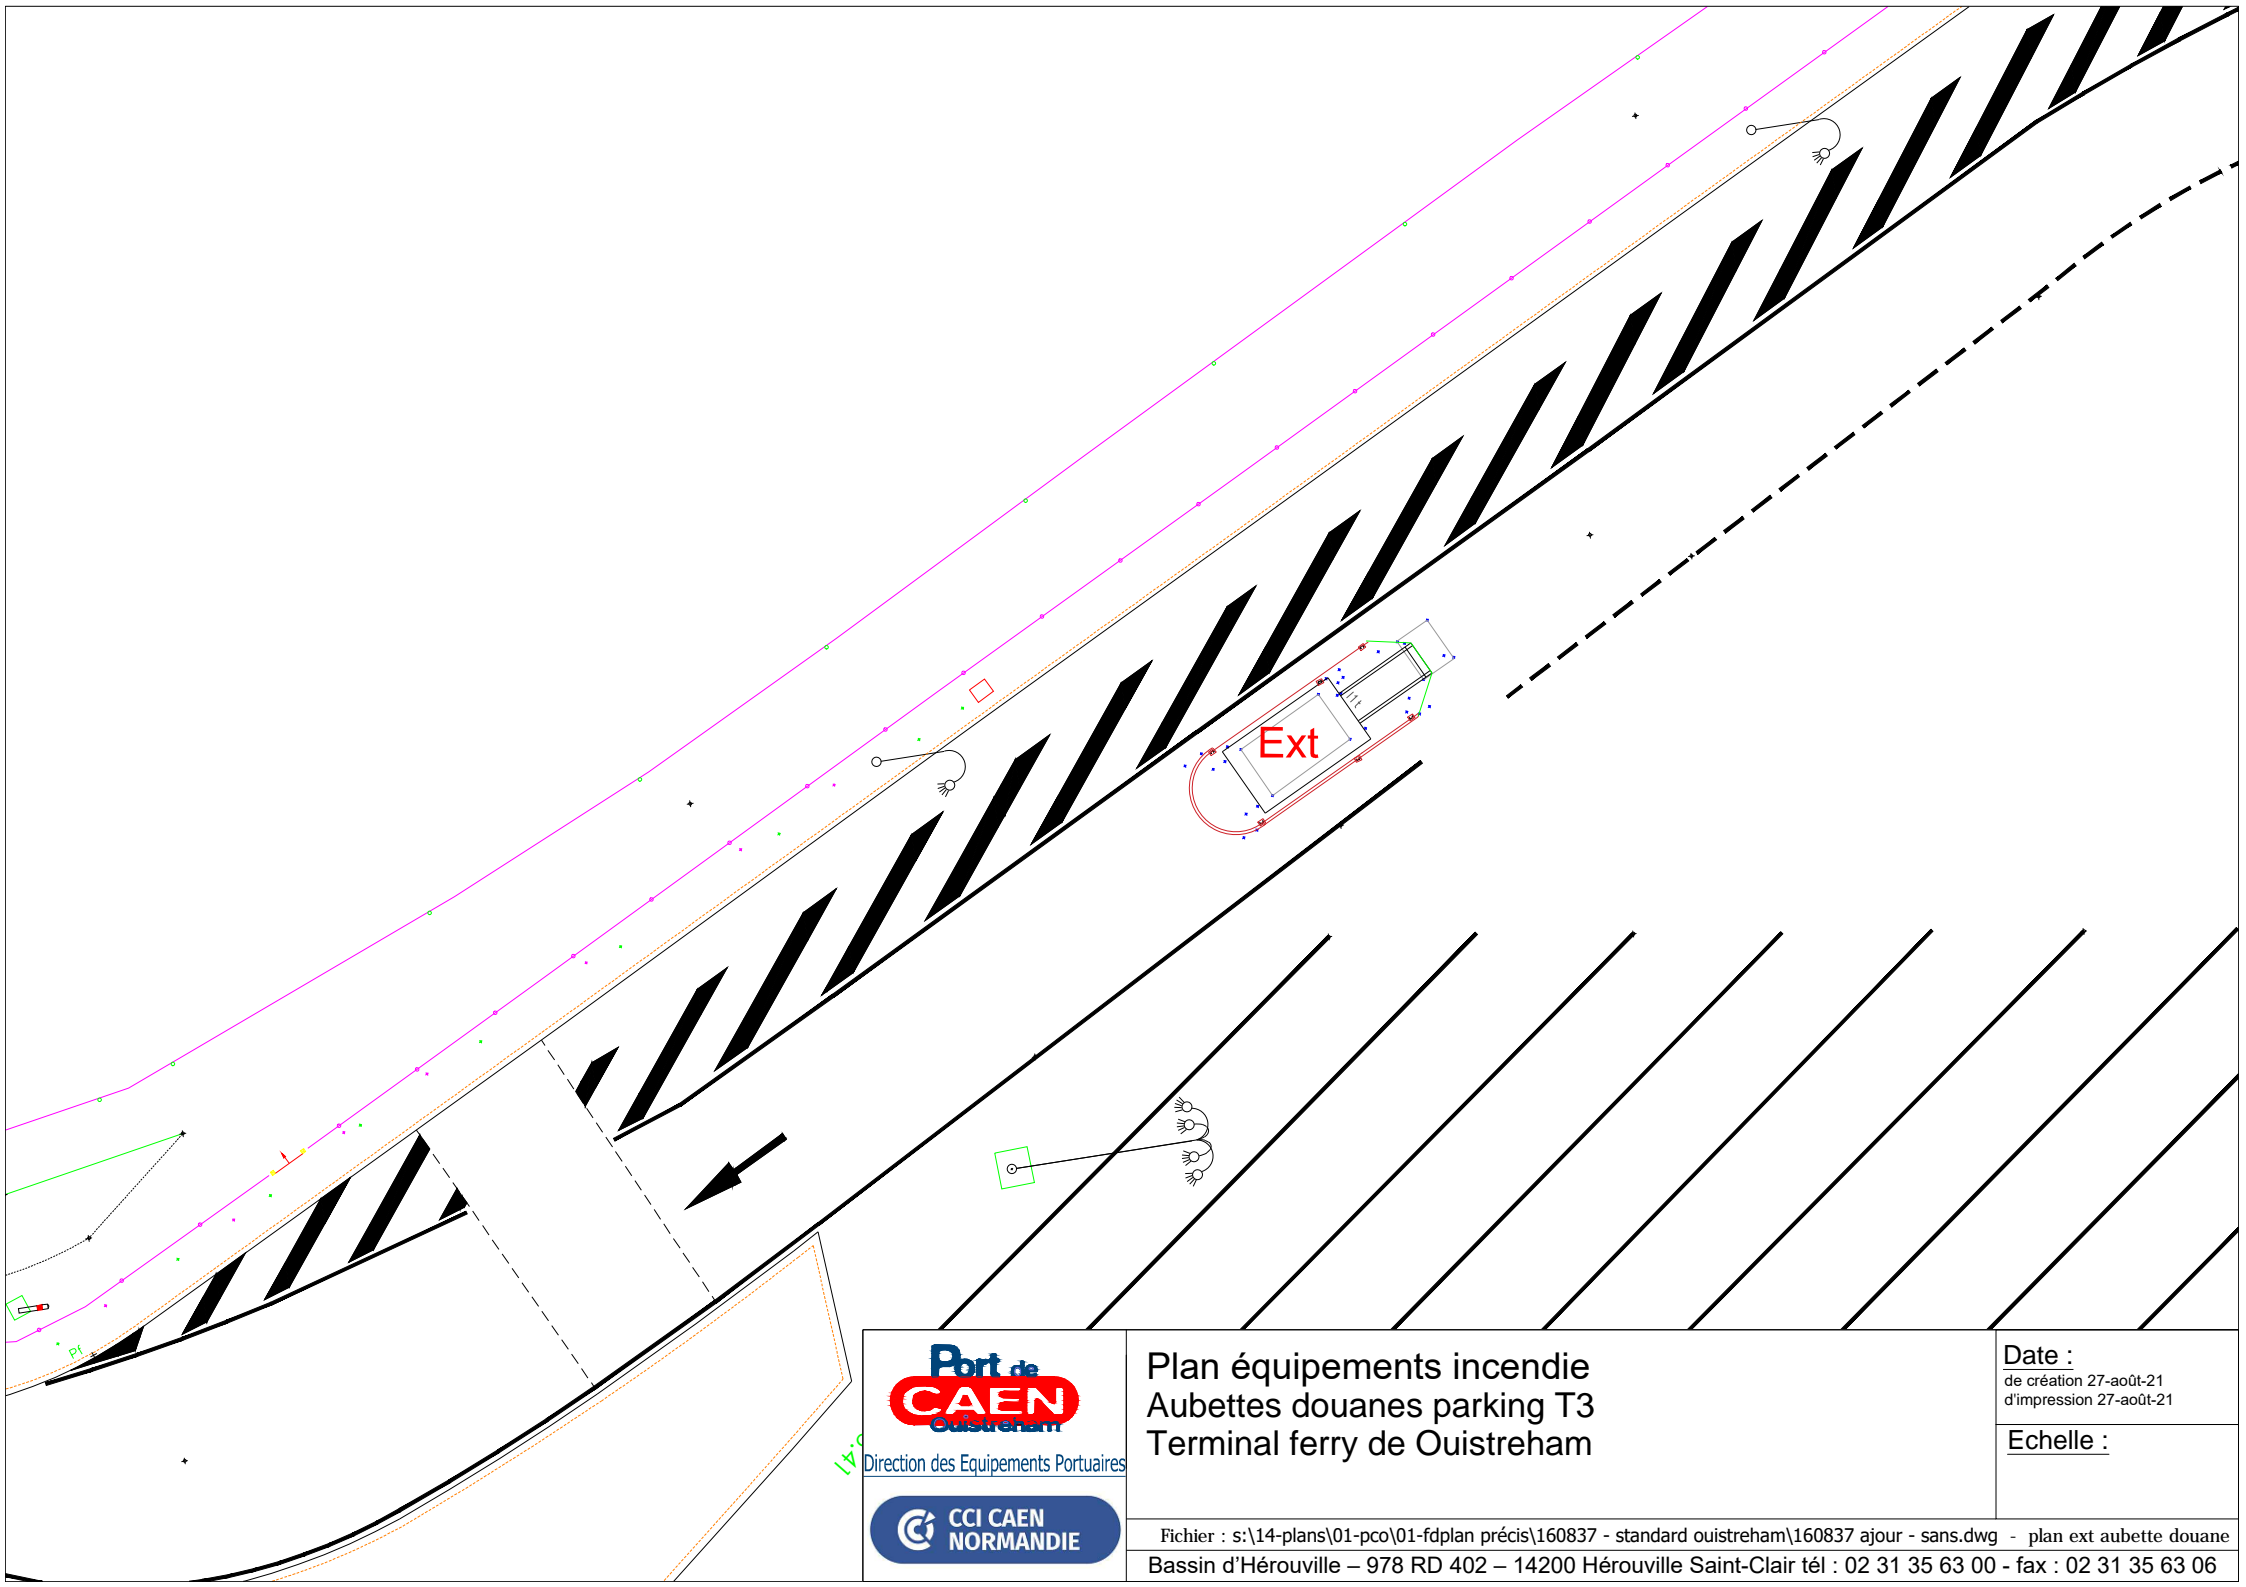 11t
Ext
Pf
Port de
CAEN
Ouistreham
Direction des Equipements Portuaires
CCI CAEN
NORMANDIE
Plan équipements incendie
Aubettes douanes parking T3
Terminal ferry de Ouistreham
Date :
de création 27-août-21
d'impression 27-août-21
Echelle :
Fichier : s:\14-plans\01-pco\01-fdplan précis\160837 - standard ouistreham\160837 ajour - sans.dwg - plan ext aubette douane
Bassin d'Hérouville – 978 RD 402 – 14200 Hérouville Saint-Clair tél : 02 31 35 63 00 - fax : 02 31 35 63 06